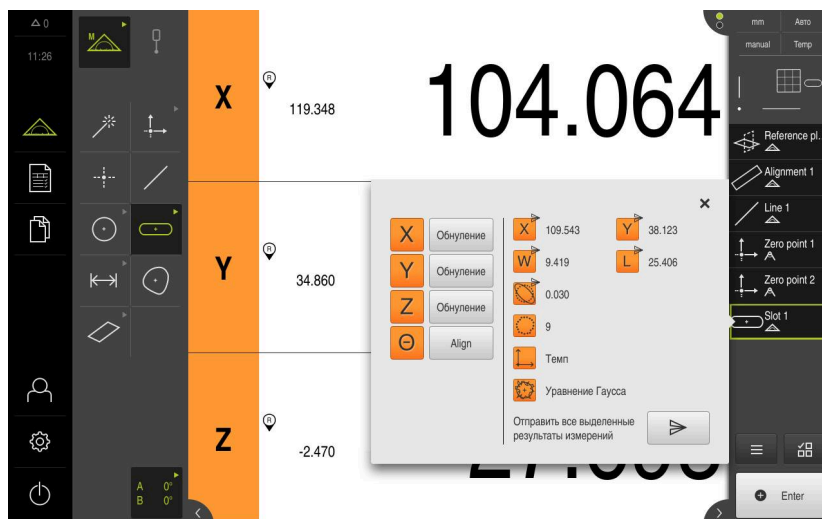 0
11:26
M
A 0°
B 0°
X
R
119.348
104.064
Y
R
34.860
Z
R
-2.470
X
Обнуление
Y
Обнуление
Z
Обнуление
Θ
Align
X
109.543
Y
38.123
W
9.419
L
25.406
0.030
9
Темп
Уравнение Гаусса
Отправить все выделенные
результаты измерений
mm
Авто
manual
Temp
Reference pl...
Alignment 1
Line 1
Zero point 1
Zero point 2
Slot 1
Enter